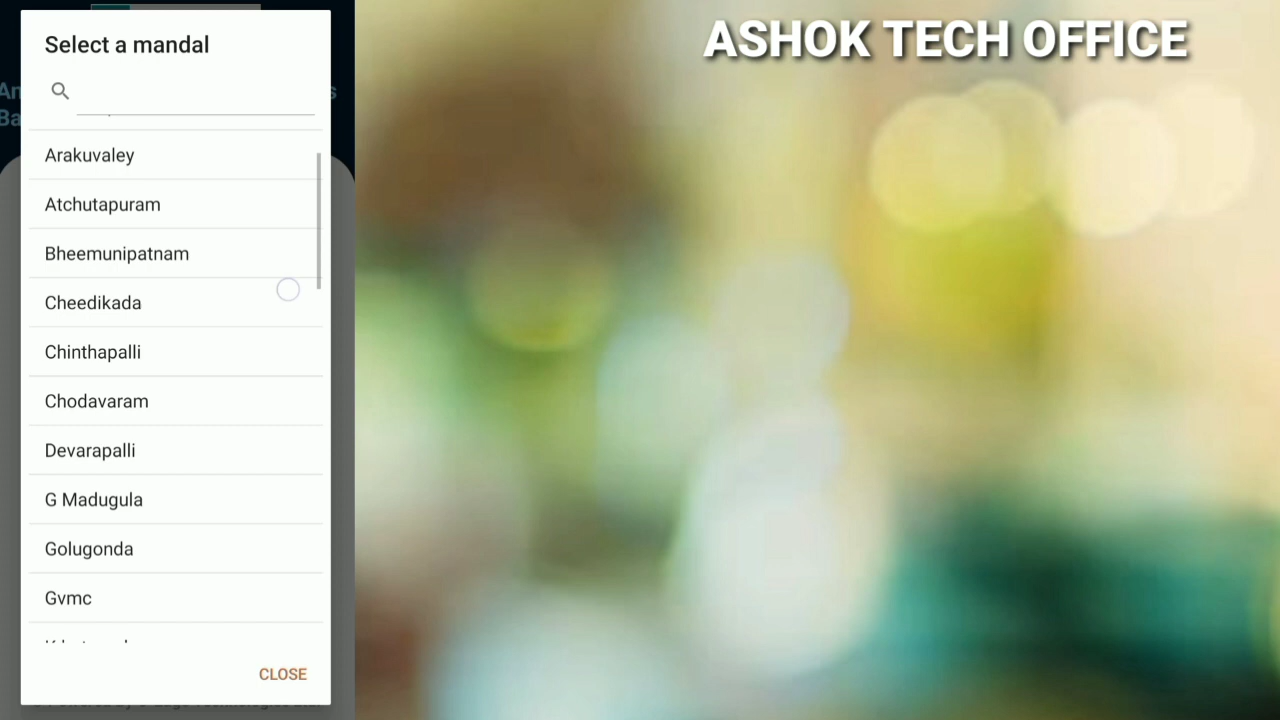 Select a mandal
Arakuvaley
Atchutapuram
Bheemunipatnam
Cheedikada
Chinthapalli
Chodavaram
Devarapalli
G Madugula
Golugonda
Gvmc
CLOSE
ASHOK TECH OFFICE